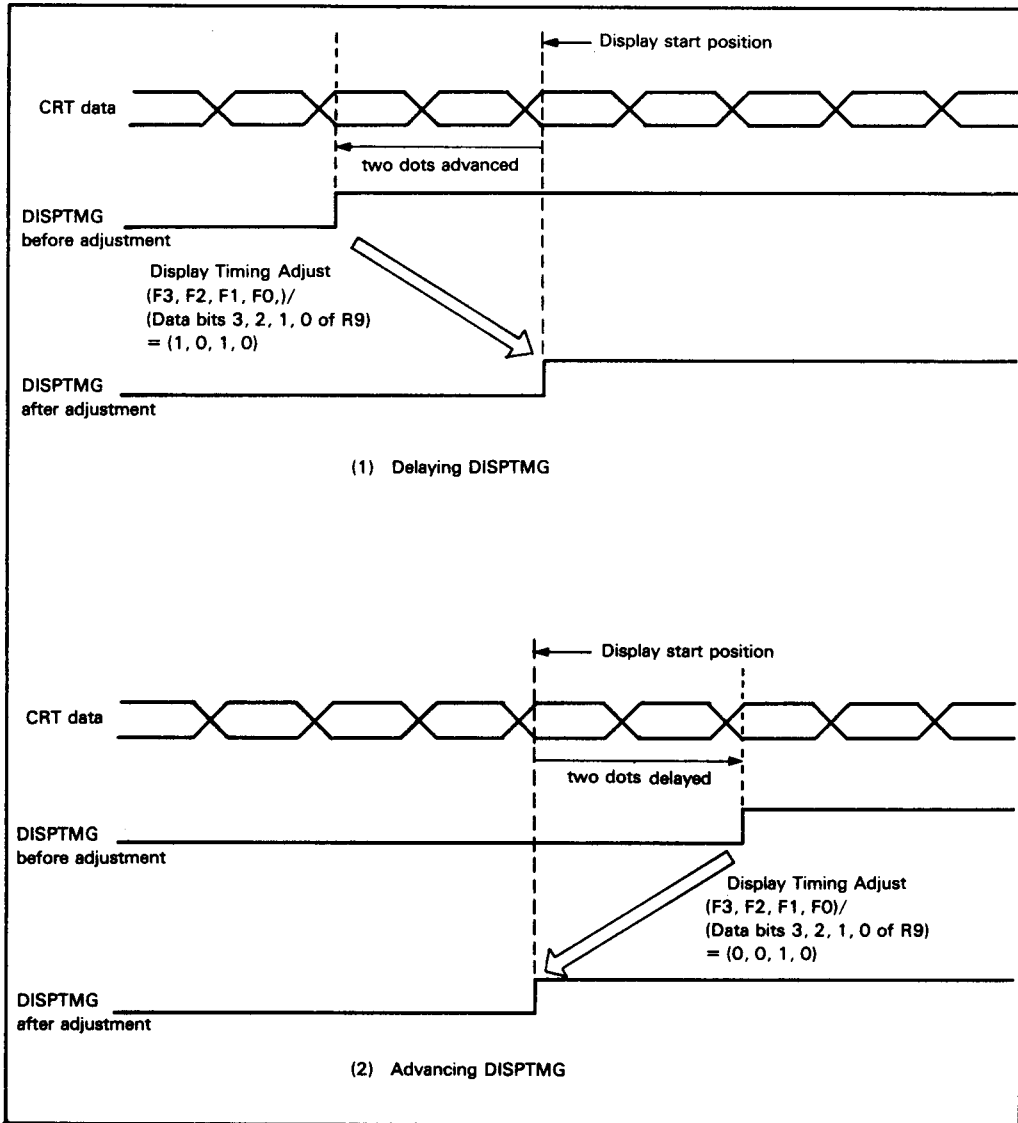 Display start position
CRT data
two dots advanced
DISPTMG
before adjustment
Display Timing Adjust
(F3, F2, F1, F0,)/
(Data bits 3, 2, 1, 0 of R9)
= (1, 0, 1, 0)
DISPTMG
after adjustment
(1) Delaying DISPTMG
Display start position
CRT data
two dots delayed
DISPTMG
before adjustment
Display Timing Adjust
(F3, F2, F1, F0)/
(Data bits 3, 2, 1, 0 of R9)
= (0, 0, 1, 0)
DISPTMG
after adjustment
(2) Advancing DISPTMG